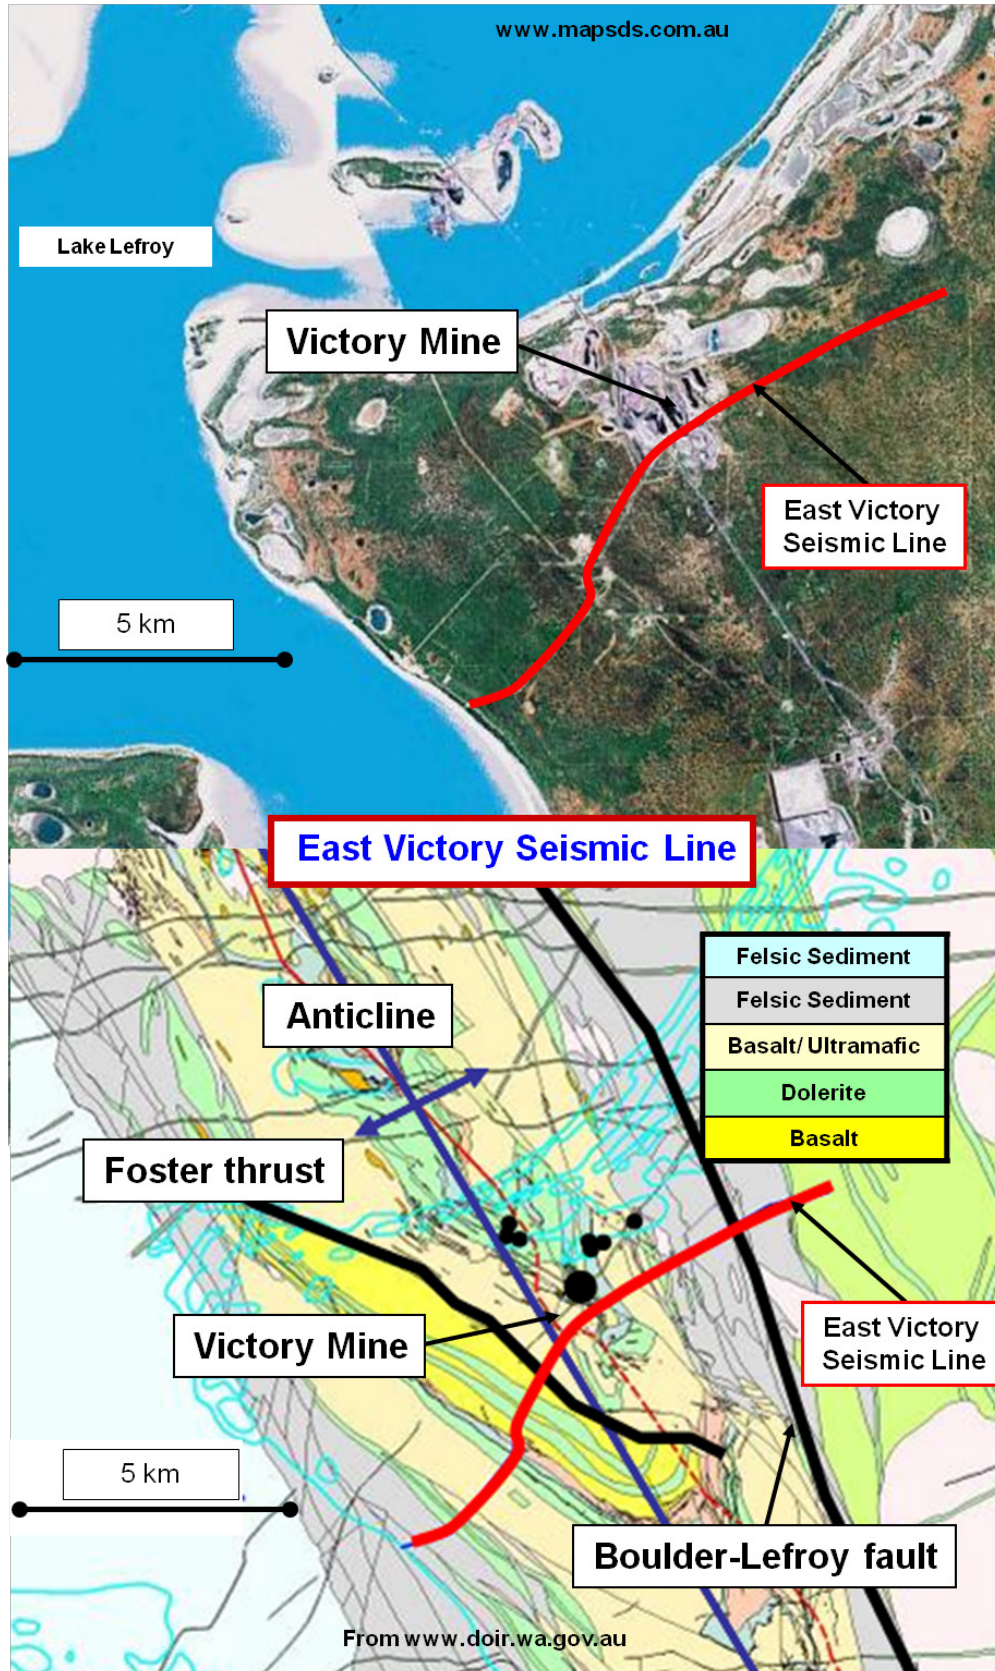 www.mapsds.com.au
Lake Lefroy
Victory Mine
East Victory
Seismic Line
5 km
East Victory Seismic Line
Felsic Sediment
Felsic Sediment
Basalt/ Ultramafic
Dolerite
Basalt
Anticline
Foster thrust
Victory Mine
East Victory
Seismic Line
5 km
Boulder-Lefroy fault
From www.doir.wa.gov.au